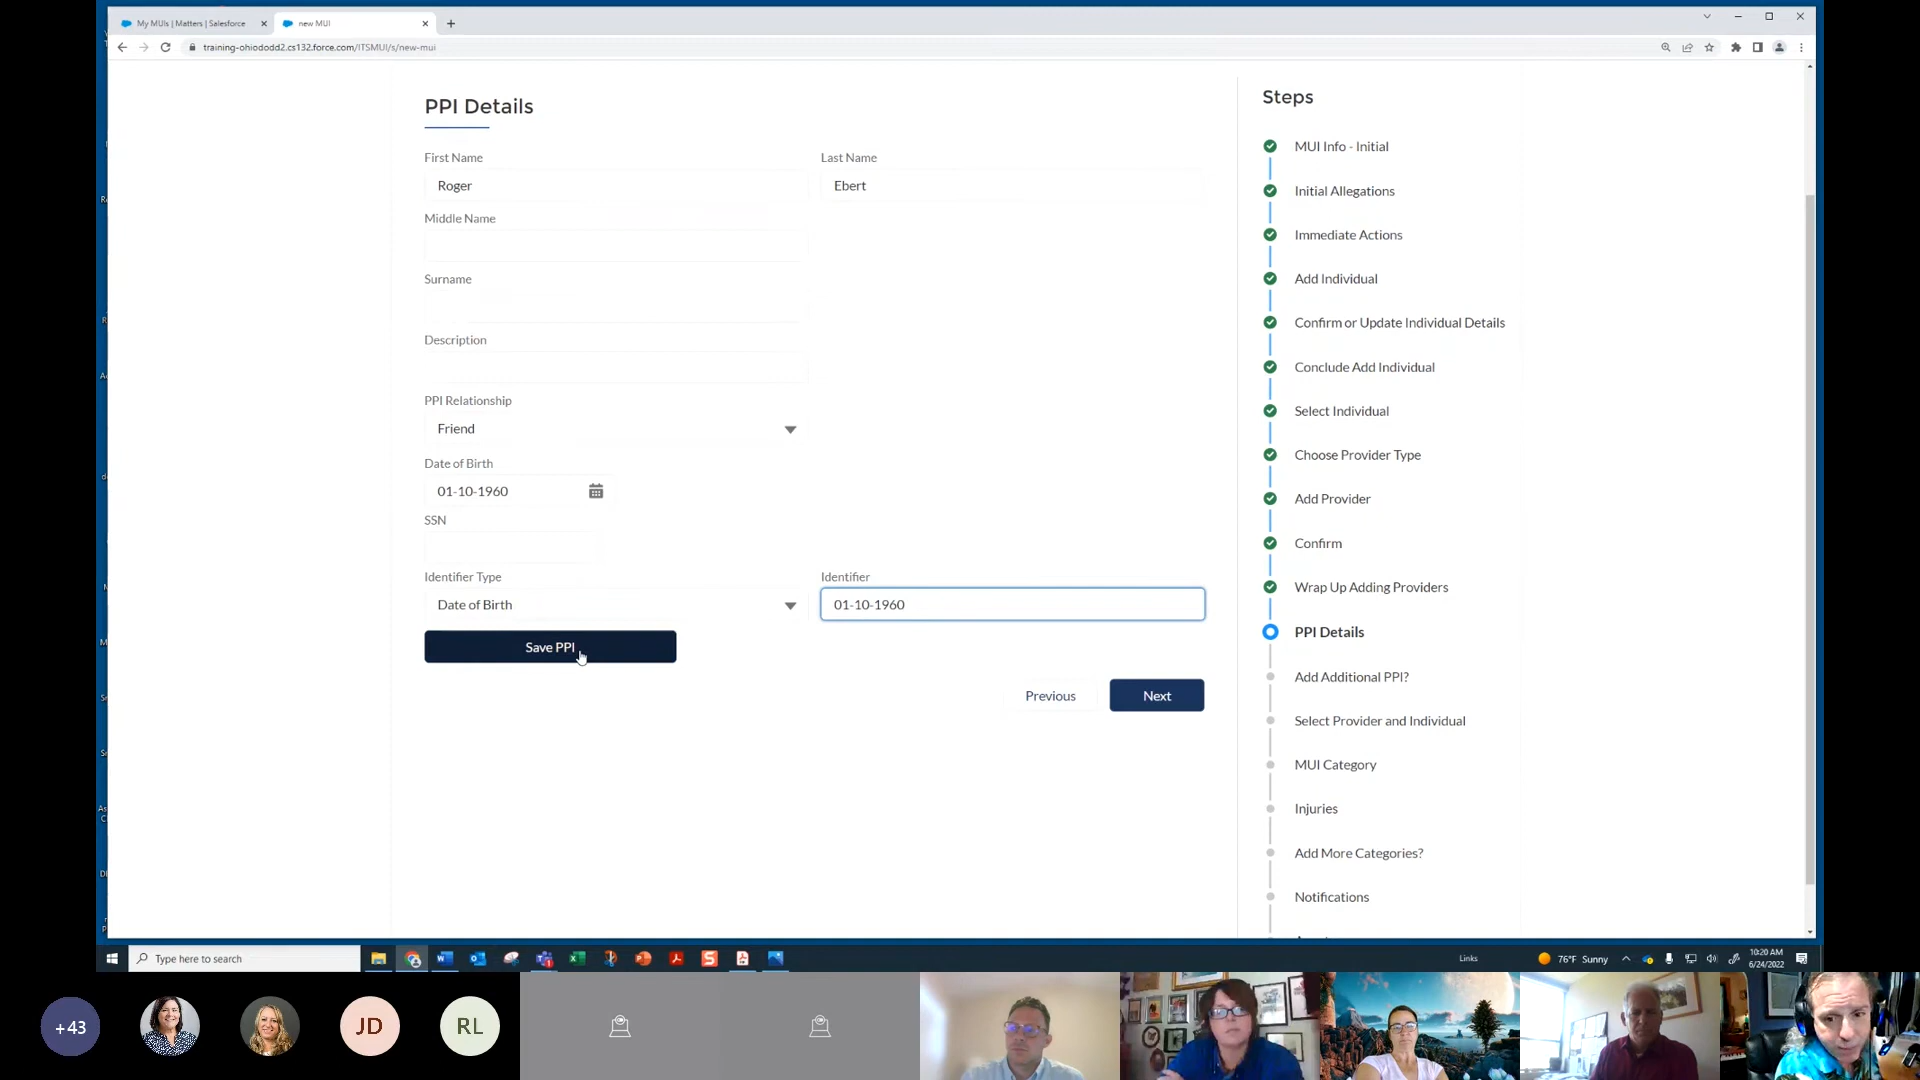 My MUIs | Matters | Salesforce
new MUI
training-ohiododd2.cs132.force.com/ITSMUI/s/new-mui
PPI Details
First Name
Last Name
Roger
Ebert
Middle Name
Surname
Description
PPI Relationship
Friend
Date of Birth
01-10-1960
SSN
Identifier Type
Identifier
Date of Birth
01-10-1960
Save PPI
Previous
Next
Steps
MUI Info - Initial
Initial Allegations
Immediate Actions
Add Individual
Confirm or Update Individual Details
Conclude Add Individual
Select Individual
Choose Provider Type
Add Provider
Confirm
Wrap Up Adding Providers
PPI Details
Add Additional PPI?
Select Provider and Individual
MUI Category
Injuries
Add More Categories?
Notifications
Type here to search
Links
76°F Sunny
10:20 AM
6/24/2022
+43
JD
RL